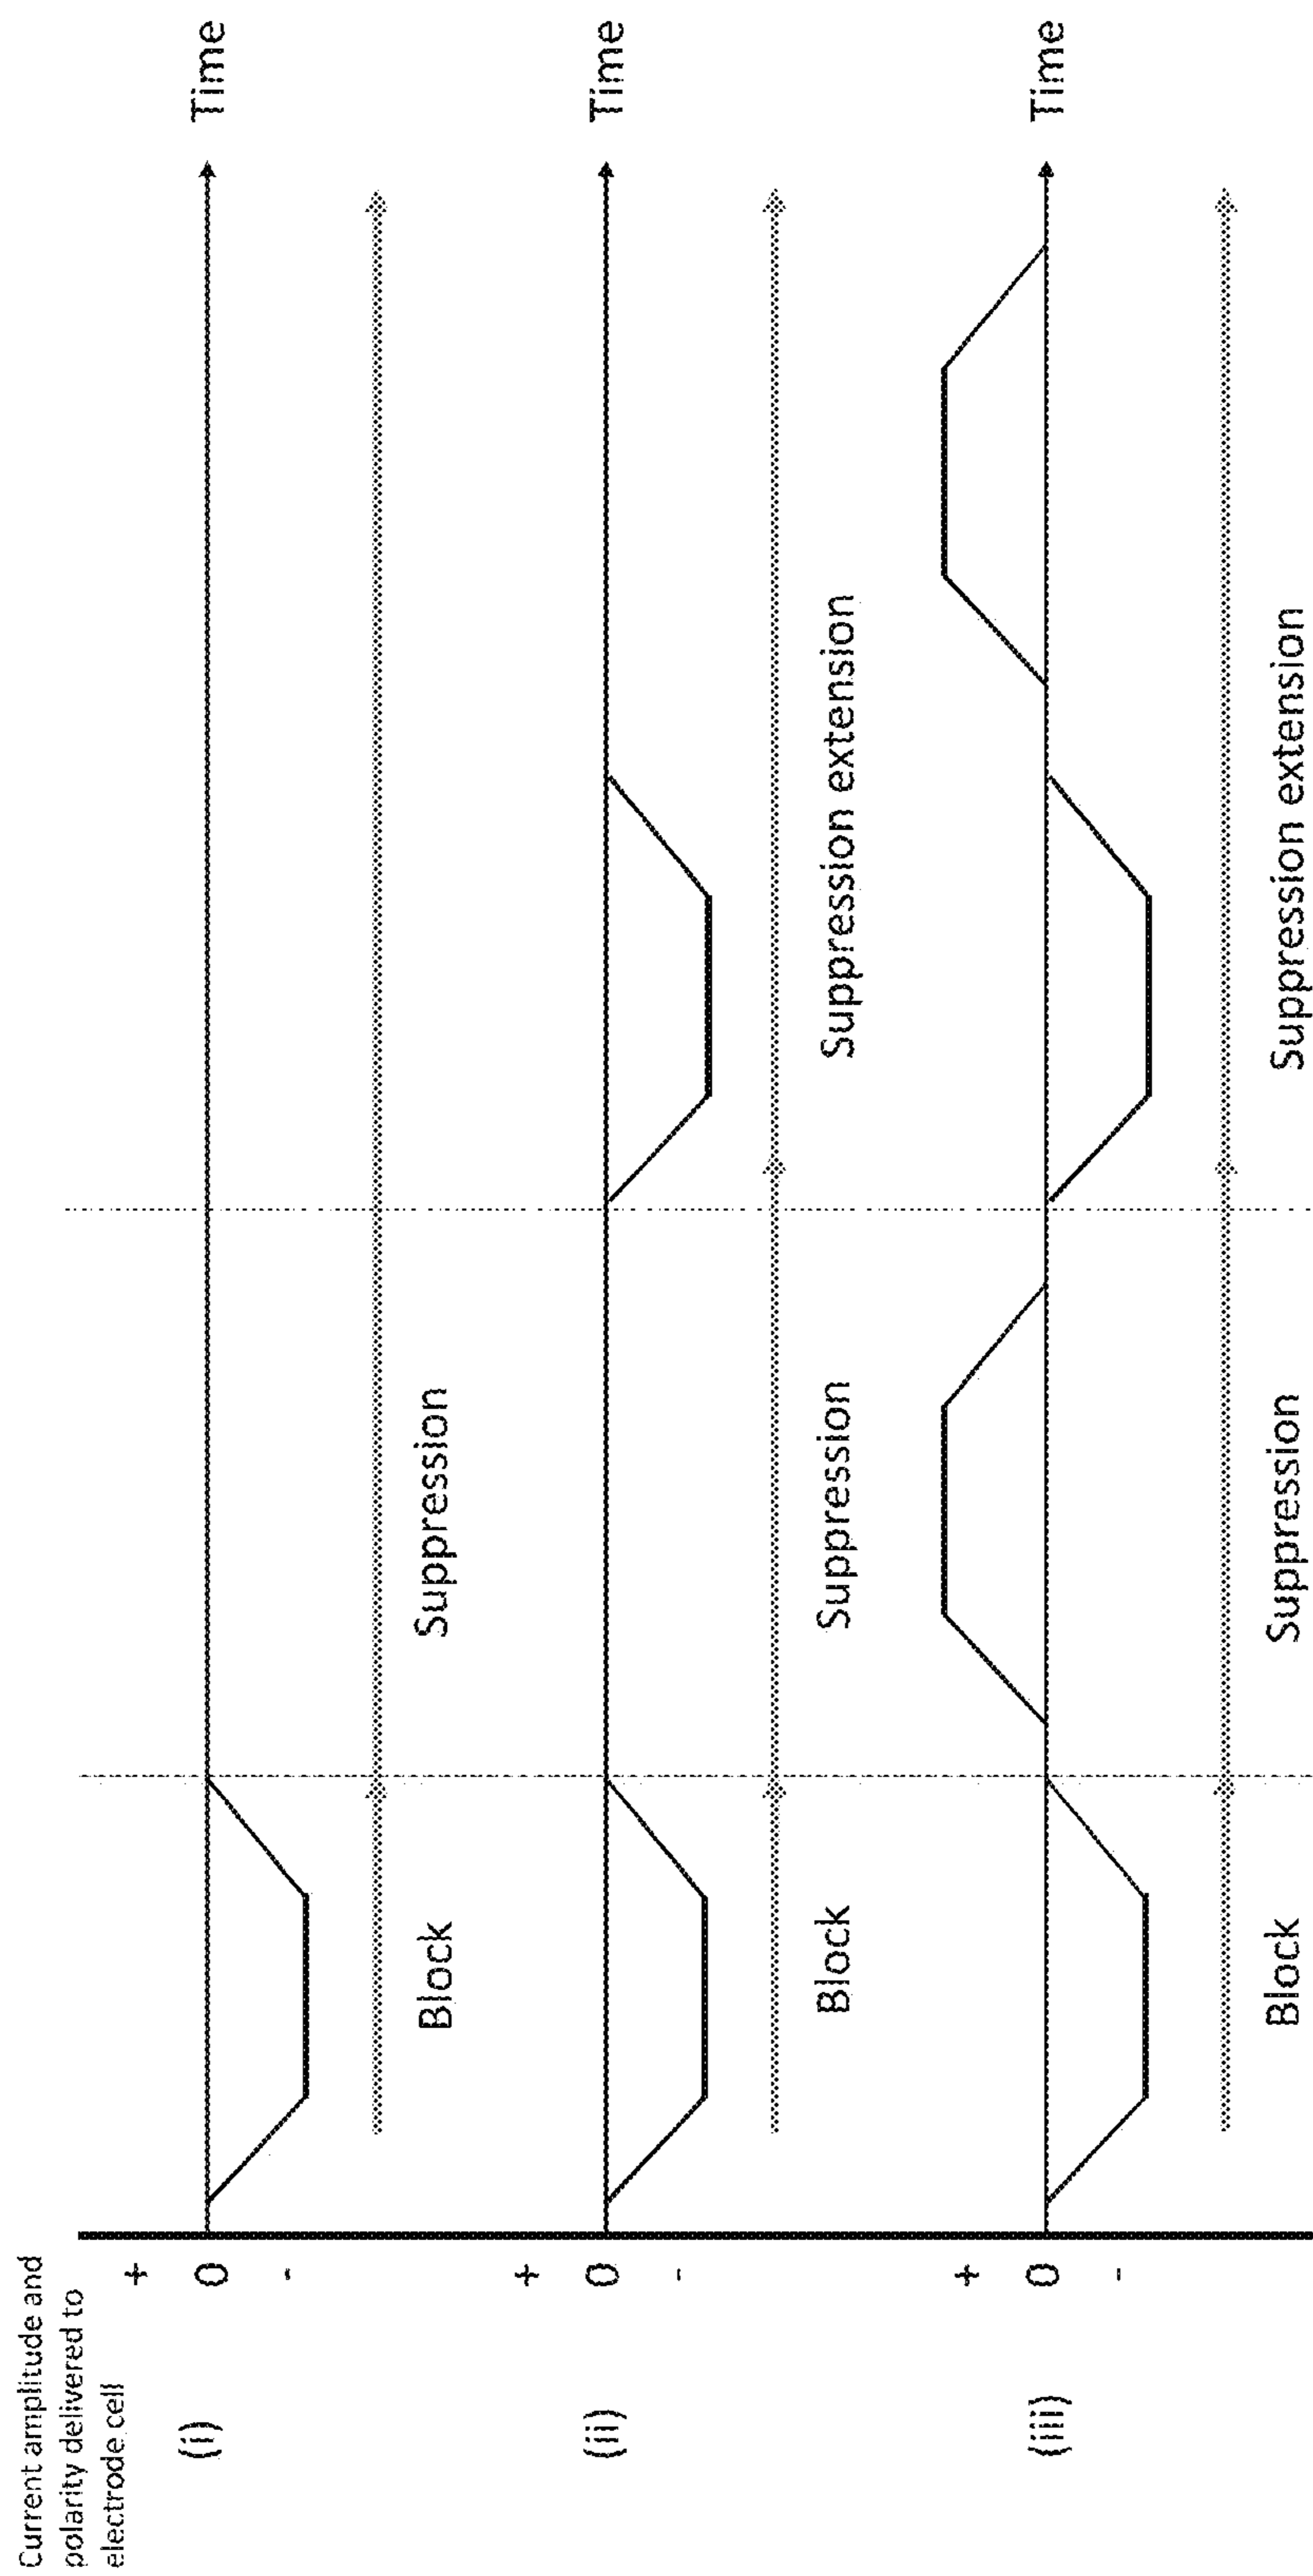 Current amplitude and
polarity delivered to
electrode cell
(i)
+
0
-
Time
Block
Suppression
(ii)
+
0
-
Time
Block
Suppression
Suppression extension
(iii)
+
0
-
Time
Block
Suppression
Suppression extension